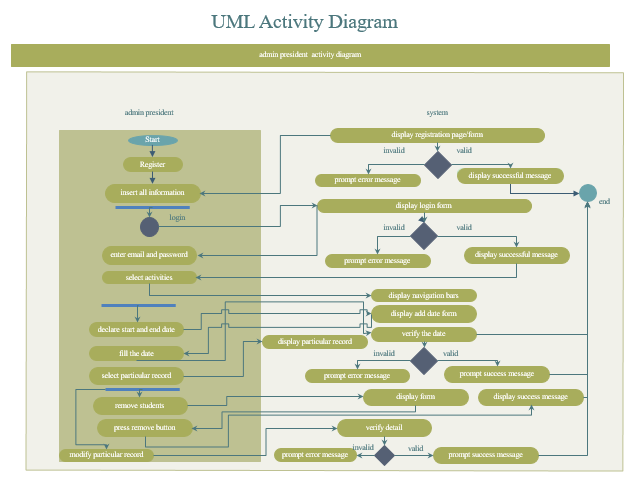 UML Activity Diagram
admin president activity diagram
admin president
system
Start
display registration page/form
invalid
valid
Register
display successful message
prompt error message
insert all information
end
display login form
login
invalid
valid
enter email and password
display successful message
prompt error message
select activities
display navigation bars
display add date form
declare start and end date
verify the date
display particular record
fill the date
invalid
valid
select particular record
prompt error message
prompt success message
display form
display success message
remove students
press remove button
verify detail
invalid
valid
modify particular record
prompt error message
prompt success message